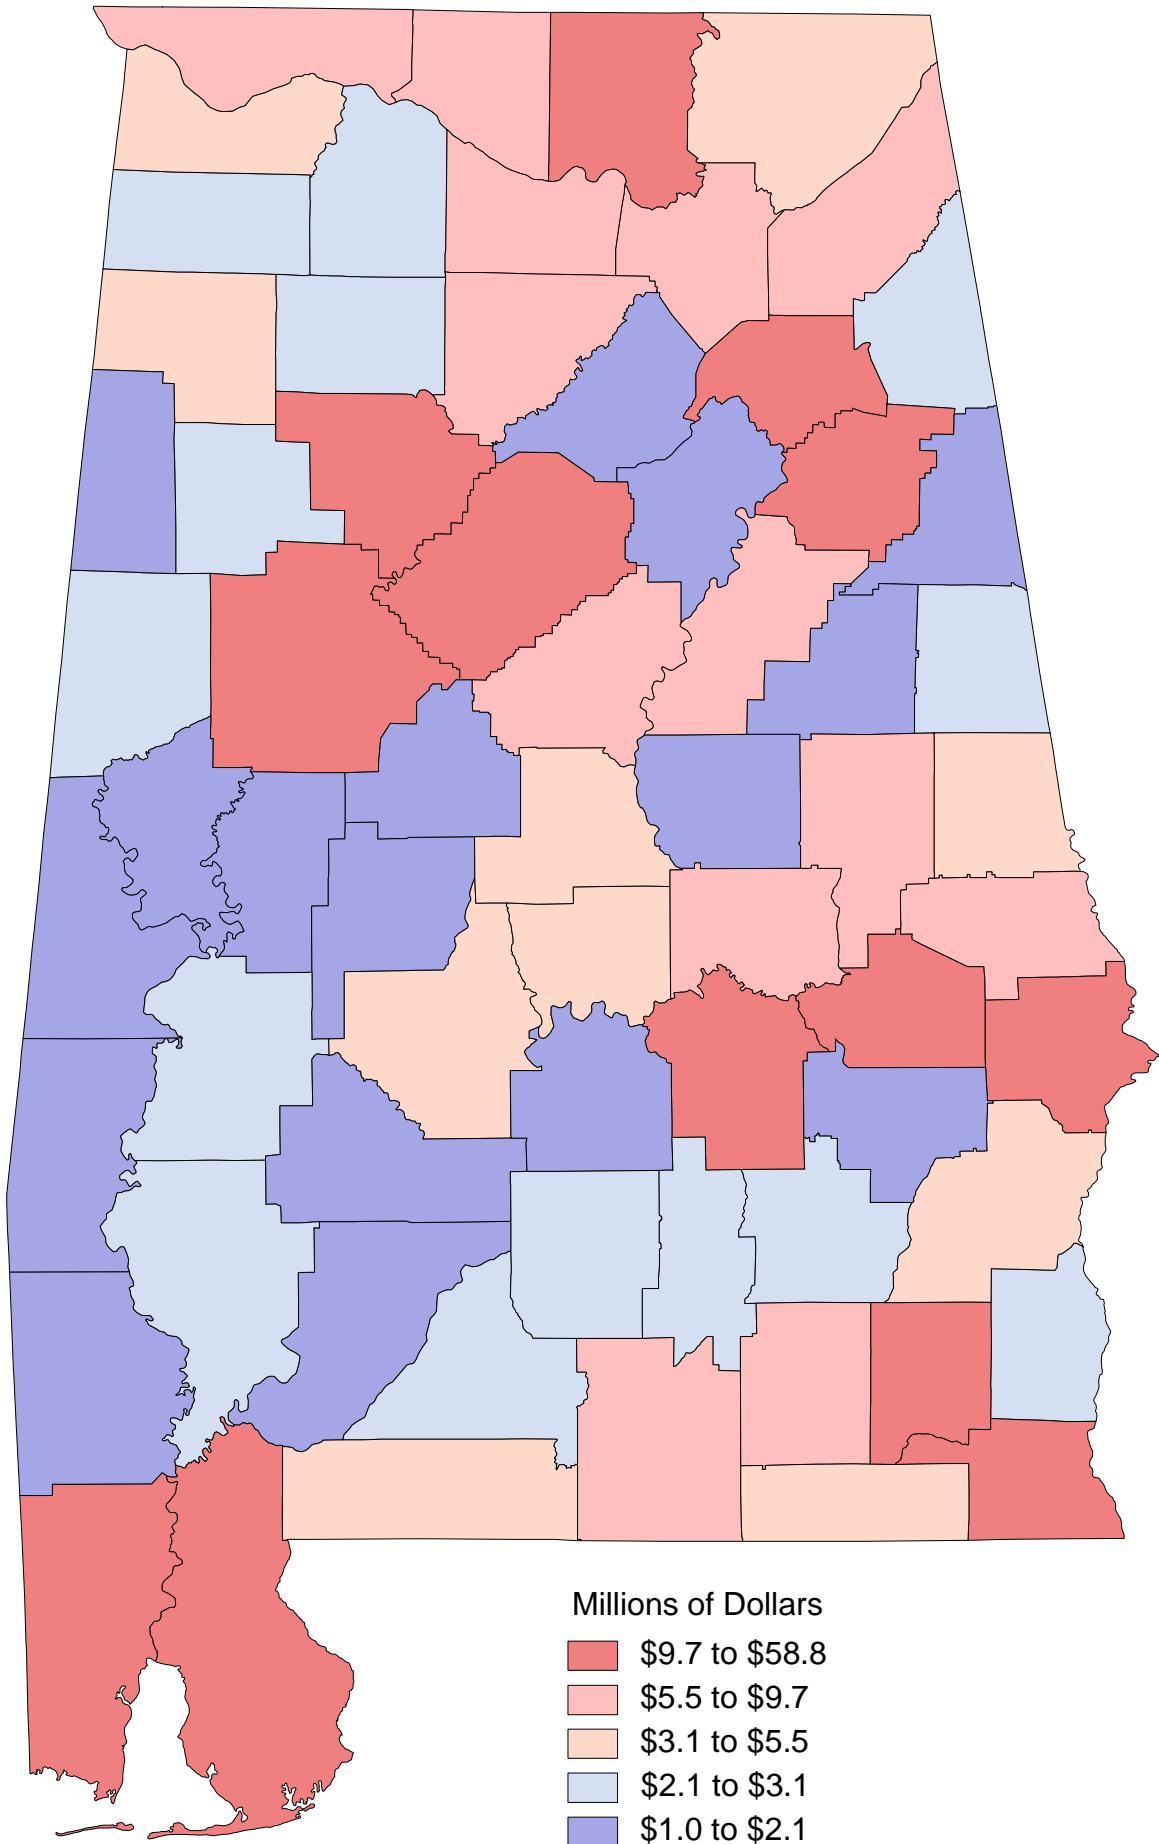 Millions of Dollars
$9.7 to $58.8
$5.5 to $9.7
$3.1 to $5.5
$2.1 to $3.1
$1.0 to $2.1